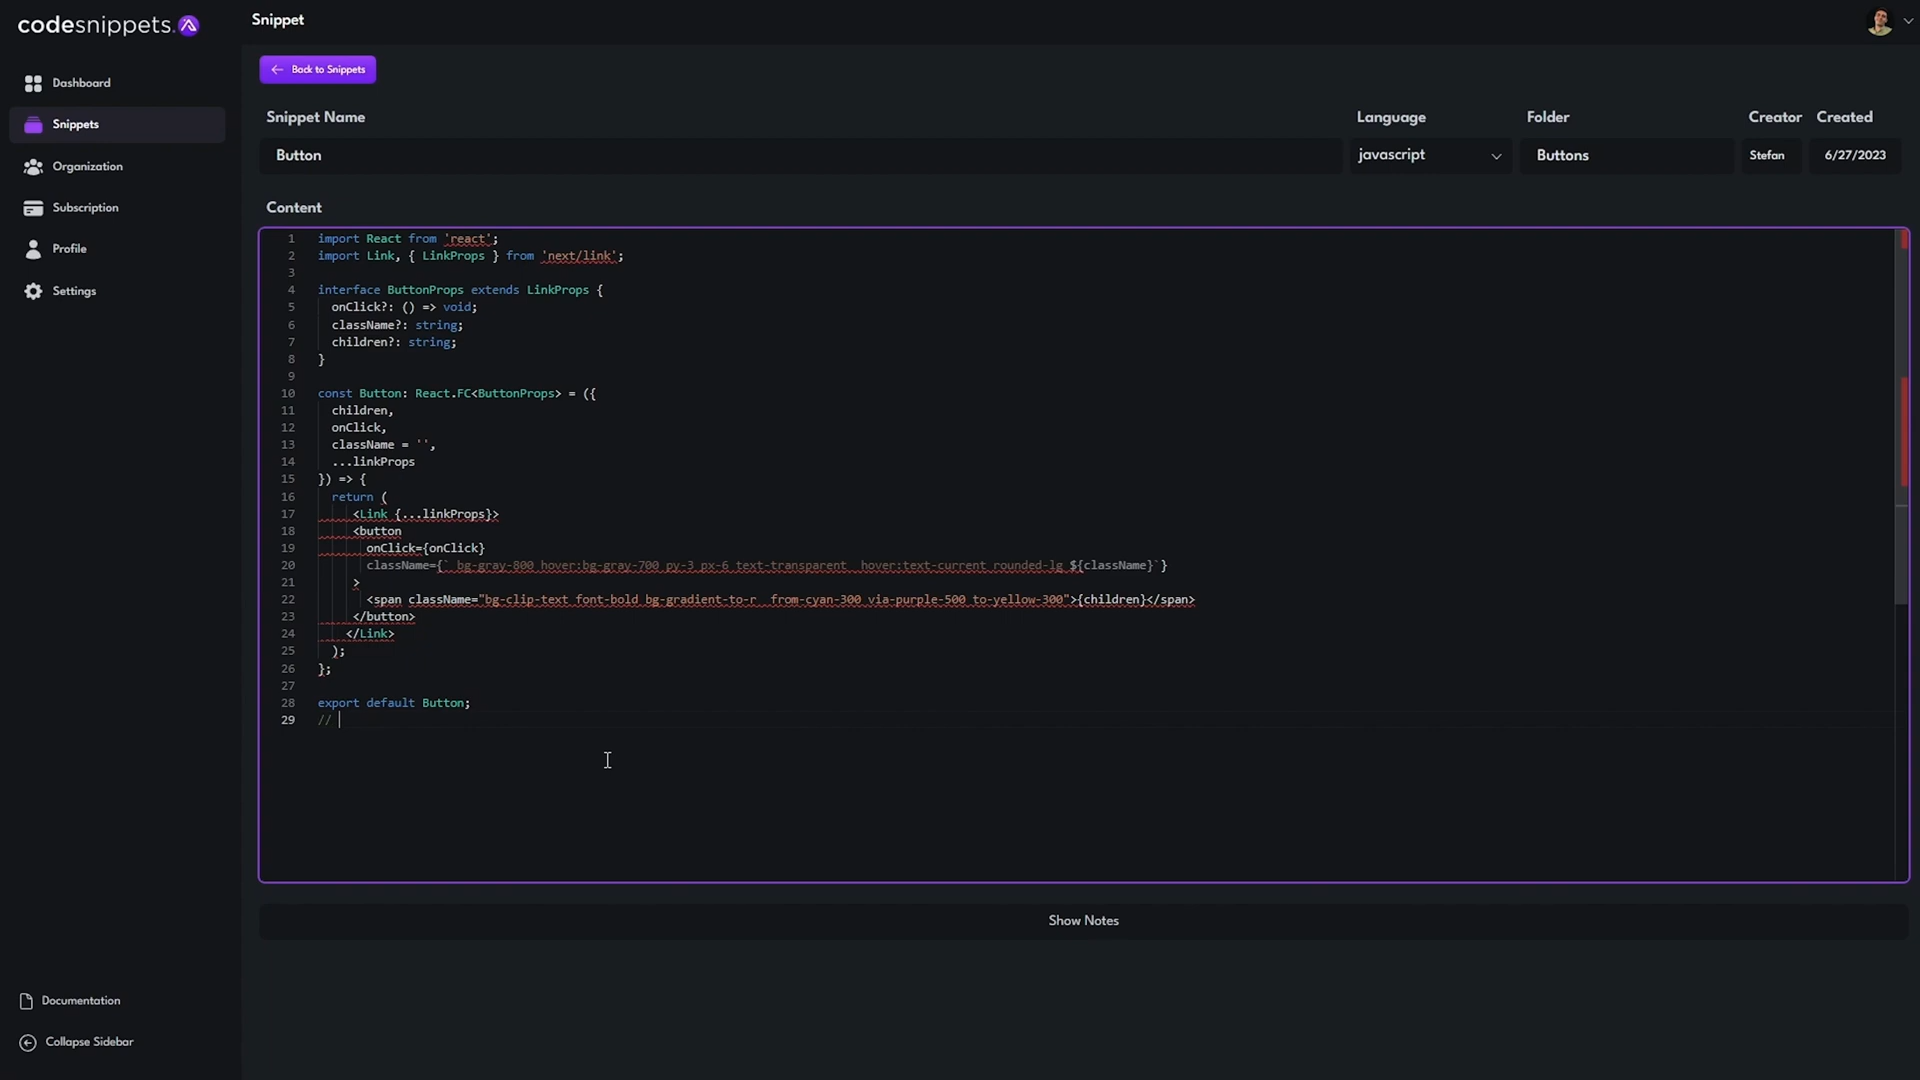 codesnippets.
Snippet
Back to Snippets
Dashboard
Snippets
Organization
Subscription
Profile
Settings
Snippet Name
Language
Folder
Creator
Created
Button
javascript
Buttons
Stefan
6/27/2023
Content
1 import React from 'react';
2 import Link, { LinkProps } from 'next/link';
3
4 interface ButtonProps extends LinkProps {
5   onClick?: () => void;
6   className?: string;
7   children?: string;
8 }
9
10 const Button: React.FC<ButtonProps> = ({
11   children,
12   onClick,
13   className = '',
14   ...linkProps
15 }) => {
16   return (
17      <Link {...linkProps}>
18      <button
19        onClick={onClick}
20        className={` bg-gray-800 hover:bg-gray-700 py-3 px-6 text-transparent  hover:text-current rounded-lg ${className}`}
21      >
22        <span className="bg-clip-text font-bold bg-gradient-to-r  from-cyan-300 via-purple-500 to-yellow-300">{children}</span>
23      </button>
24     </Link>
25   );
26 };
27
28 export default Button;
29 //
Show Notes
Documentation
Collapse Sidebar